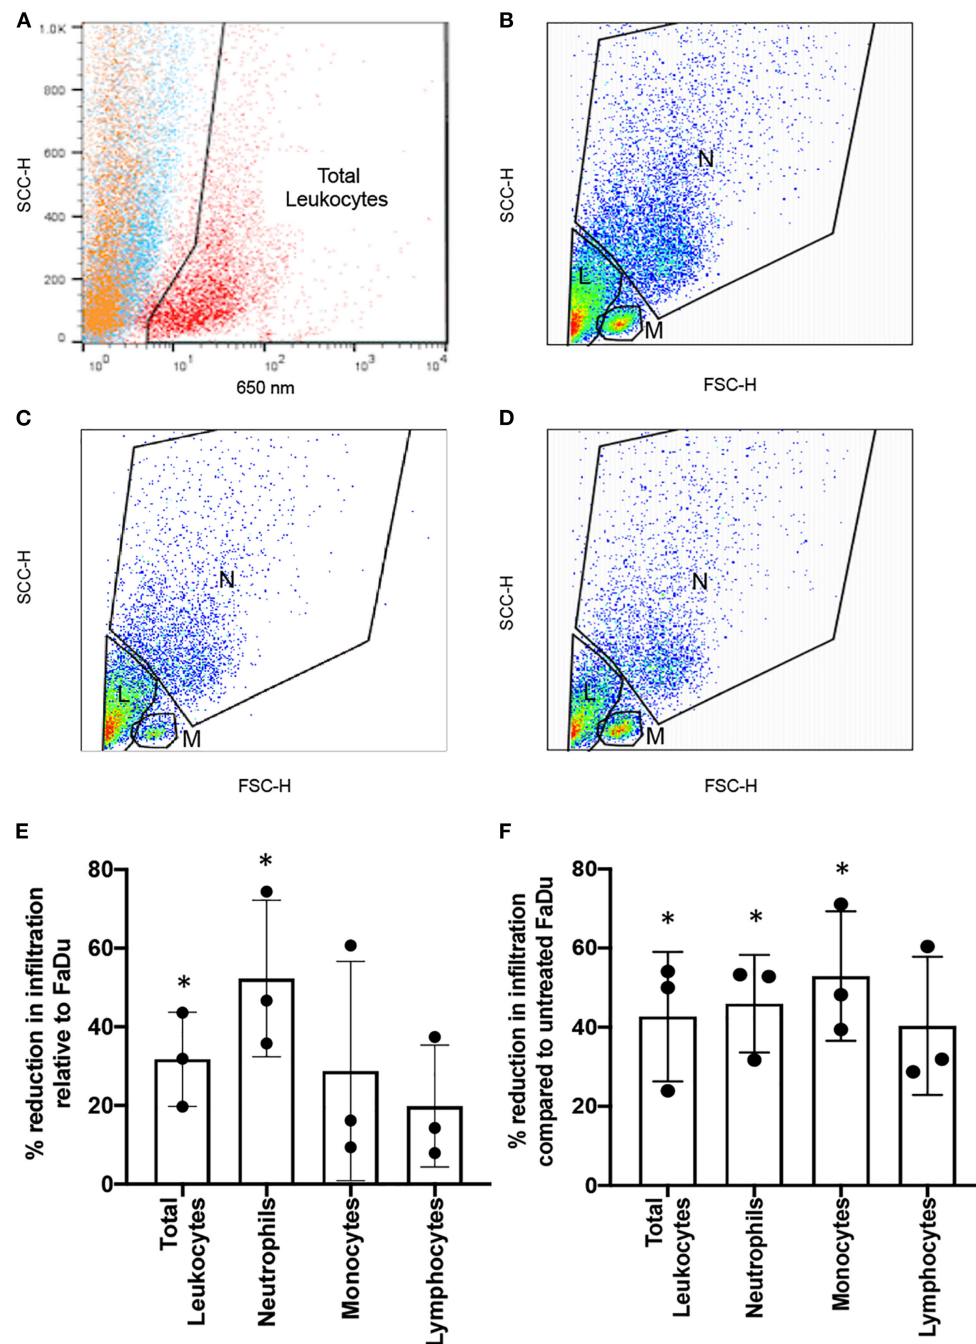 A
SCC-H
1.0K
800
600
400
200
0
Total
Leukocytes
10⁰
10¹
10²
10³
10⁴
650 nm
B
SCC-H
N
L
M
FSC-H
C
SCC-H
N
L
M
FSC-H
D
SCC-H
N
L
M
FSC-H
E
% reduction in infiltration
relative to FaDu
80
60
40
20
0
*
*
Total
Leukocytes
Neutrophils
Monocytes
Lymphocytes
F
% reduction in infiltration
compared to untreated FaDu
80
60
40
20
0
*
*
*
Total
Leukocytes
Neutrophils
Monocytes
Lymphocytes